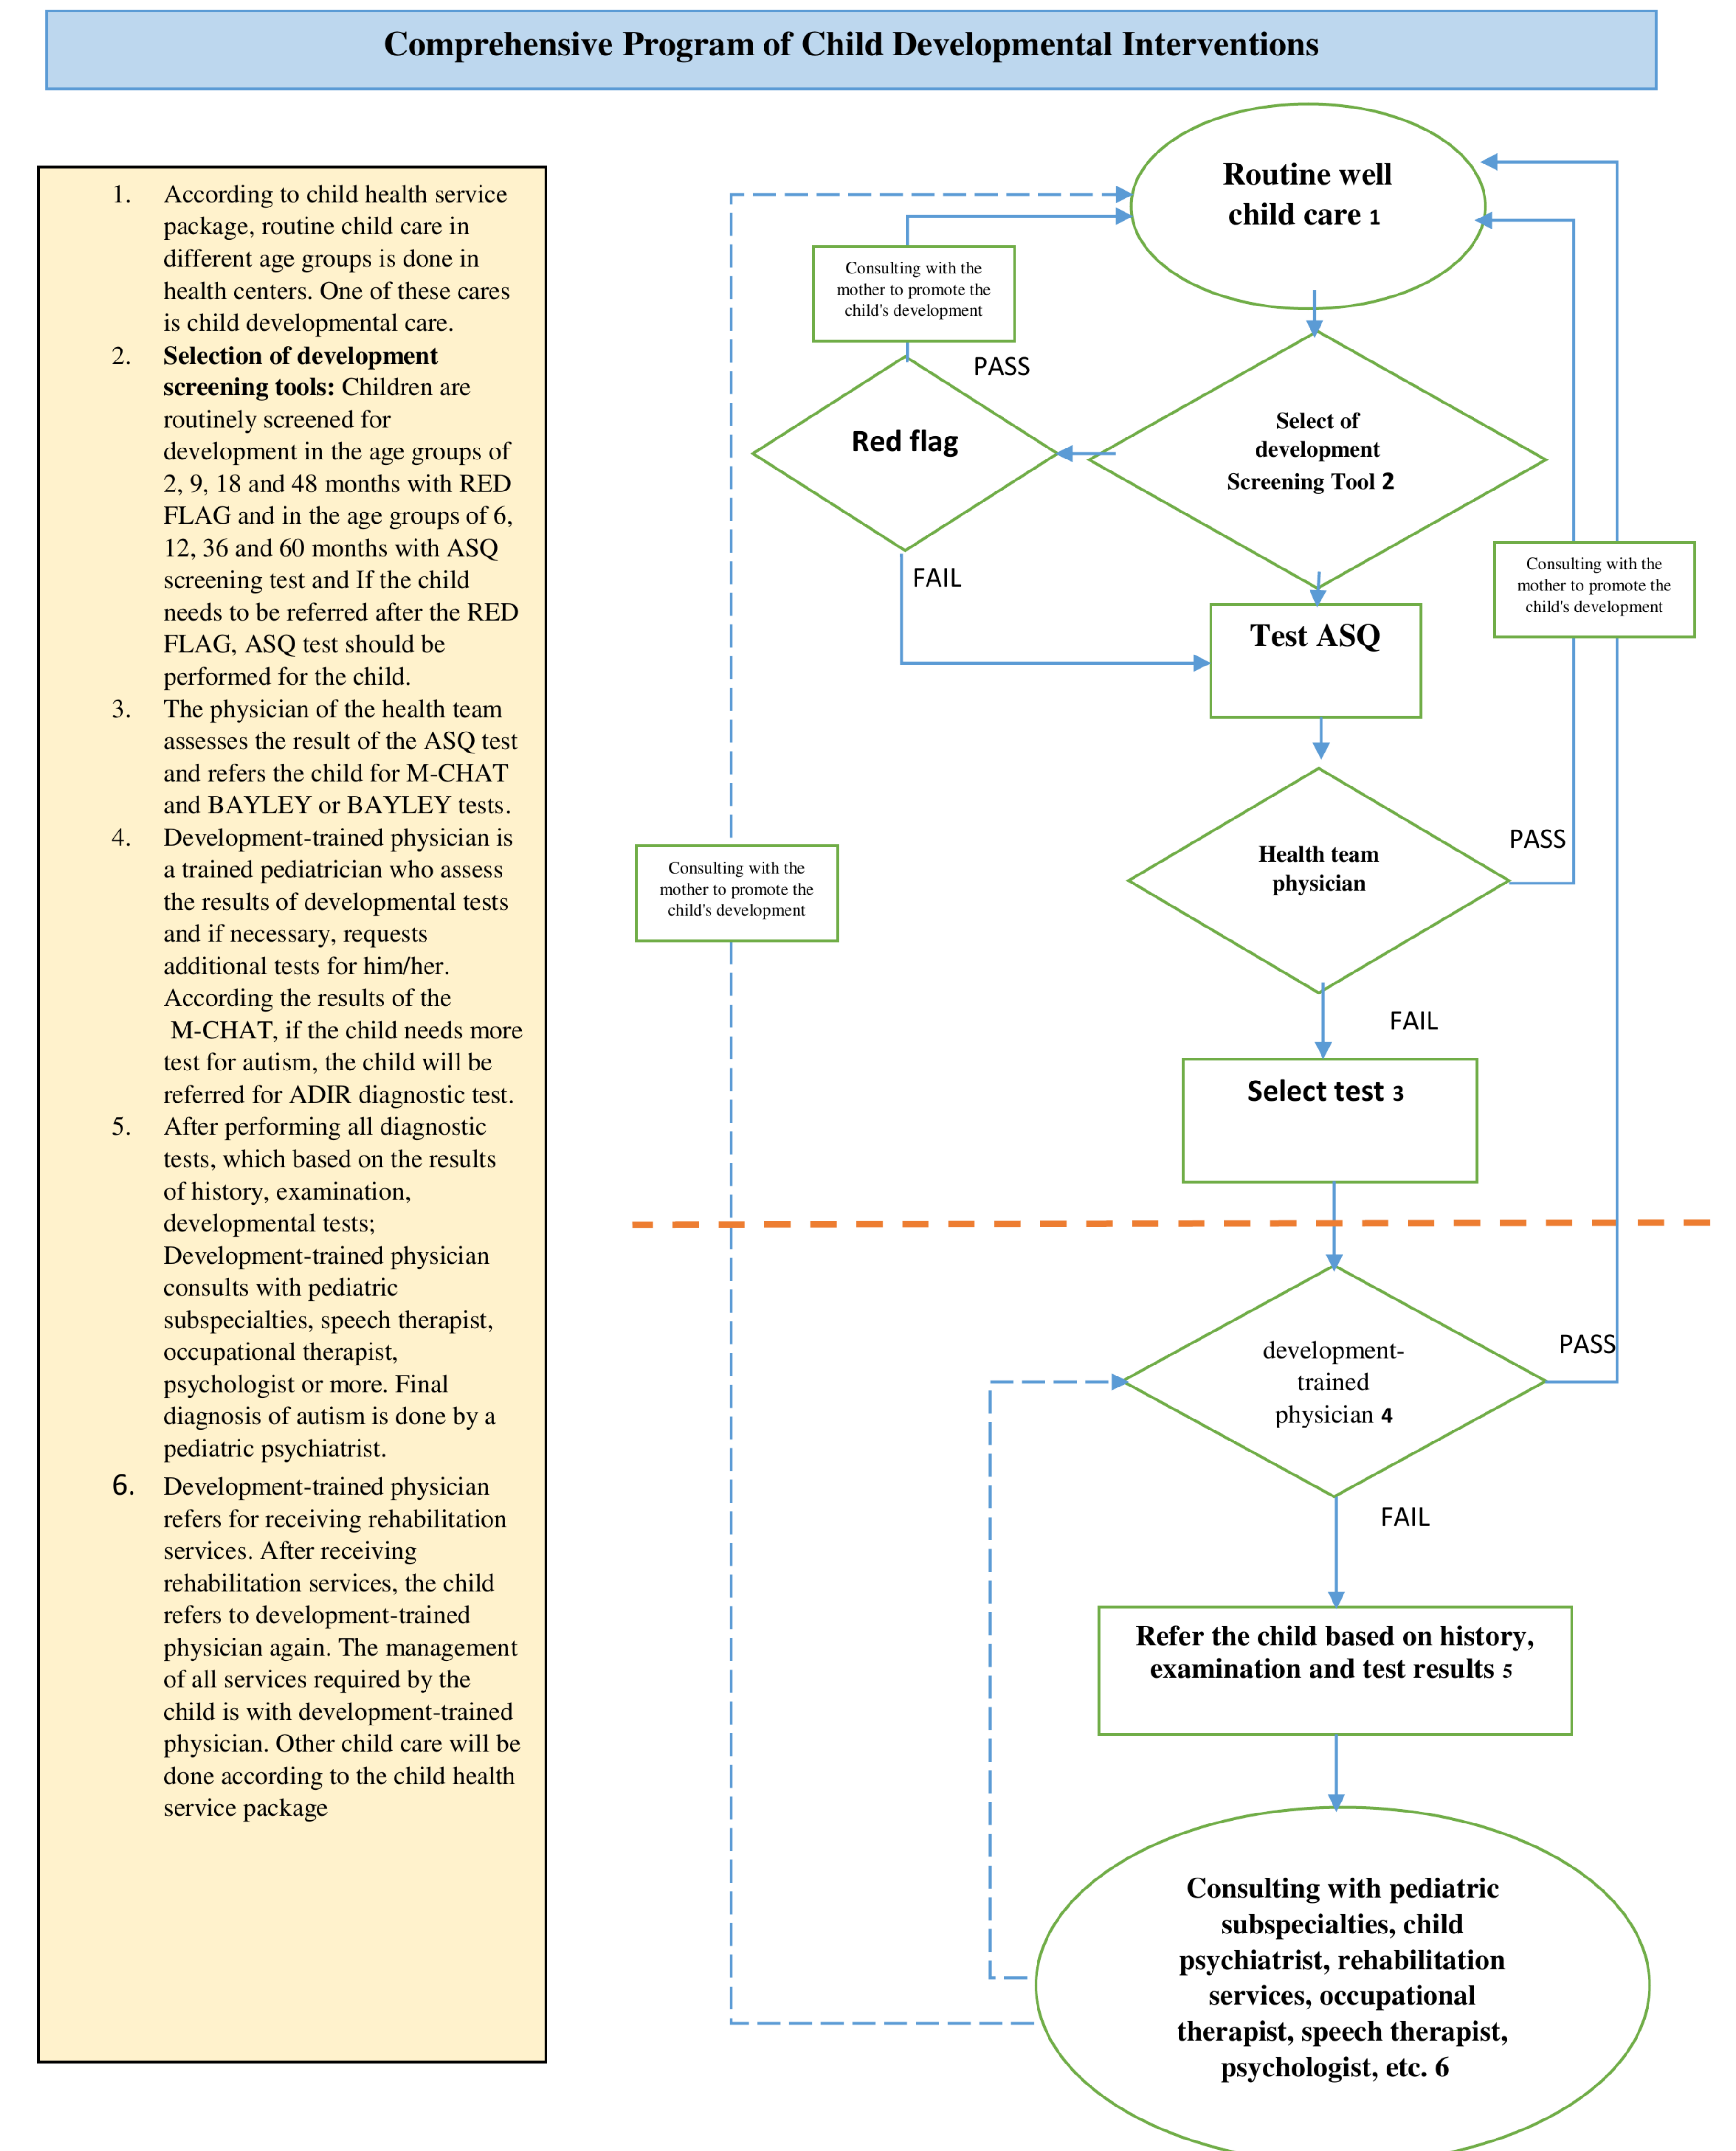 Comprehensive Program of Child Developmental Interventions
1. According to child health service
package, routine child care in
different age groups is done in
health centers. One of these cares
is child developmental care.
2. Selection of development
screening tools: Children are
routinely screened for
development in the age groups of
2, 9, 18 and 48 months with RED
FLAG and in the age groups of 6,
12, 36 and 60 months with ASQ
screening test and If the child
needs to be referred after the RED
FLAG, ASQ test should be
performed for the child.
3. The physician of the health team
assesses the result of the ASQ test
and refers the child for M-CHAT
and BAYLEY or BAYLEY tests.
4. Development-trained physician is
a trained pediatrician who assess
the results of developmental tests
and if necessary, requests
additional tests for him/her.
According the results of the
M-CHAT, if the child needs more
test for autism, the child will be
referred for ADIR diagnostic test.
5. After performing all diagnostic
tests, which based on the results
of history, examination,
developmental tests;
Development-trained physician
consults with pediatric
subspecialties, speech therapist,
occupational therapist,
psychologist or more. Final
diagnosis of autism is done by a
pediatric psychiatrist.
6. Development-trained physician
refers for receiving rehabilitation
services. After receiving
rehabilitation services, the child
refers to development-trained
physician again. The management
of all services required by the
child is with development-trained
physician. Other child care will be
done according to the child health
service package
Routine well
child care 1
Consulting with the
mother to promote the
child's development
PASS
Red flag
Select of
development
Screening Tool 2
FAIL
Consulting with the
mother to promote the
child's development
Test ASQ
Health team
physician
PASS
Consulting with the
mother to promote the
child's development
FAIL
Select test 3
development-
trained
physician 4
PASS
FAIL
Refer the child based on history,
examination and test results 5
Consulting with pediatric
subspecialties, child
psychiatrist, rehabilitation
services, occupational
therapist, speech therapist,
psychologist, etc. 6